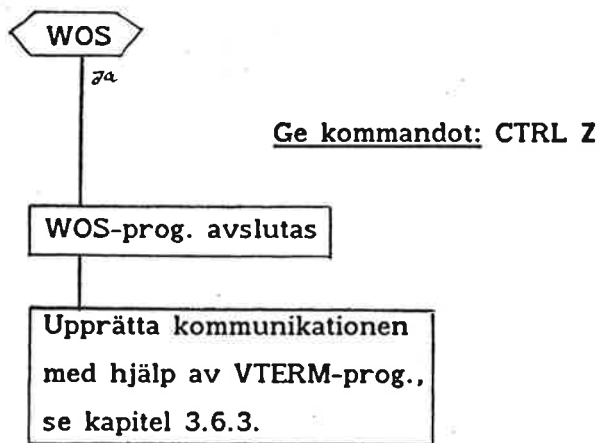 WOS
ja
Ge kommandot: CTRL Z
WOS-prog. avslutas
Upprätta kommunikationen
med hjälp av VTERM-prog.,
se kapitel 3.6.3.